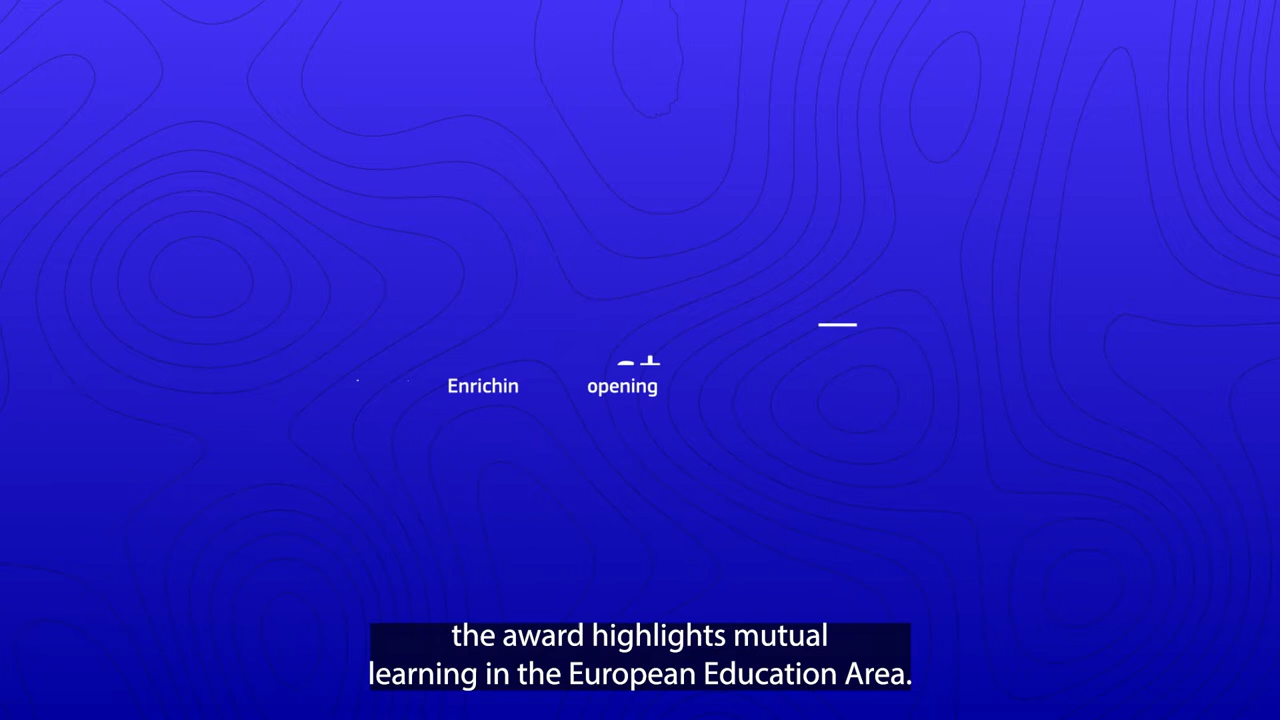 Enrichin opening
the award highlights mutual
learning in the European Education Area.